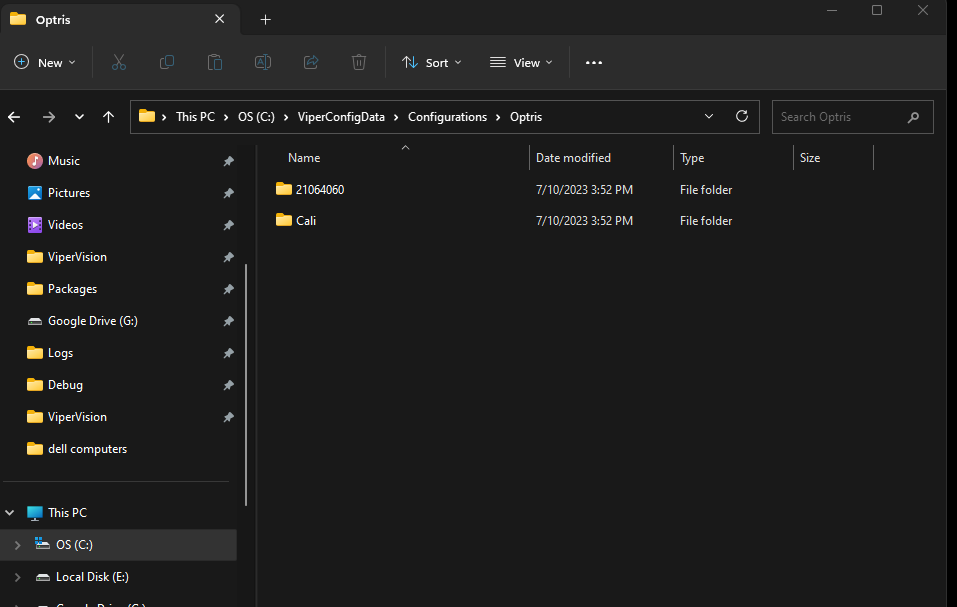 Optris
New
Sort
View
This PC
OS (C:)
ViperConfigData
Configurations
Optris
Search Optris
Music
Pictures
Videos
ViperVision
Packages
Google Drive (G:)
Logs
Debug
ViperVision
dell computers
This PC
OS (C:)
Local Disk (E:)
Name Date modified Type Size
21064060 7/10/2023 3:52 PM File folder
Cali 7/10/2023 3:52 PM File folder